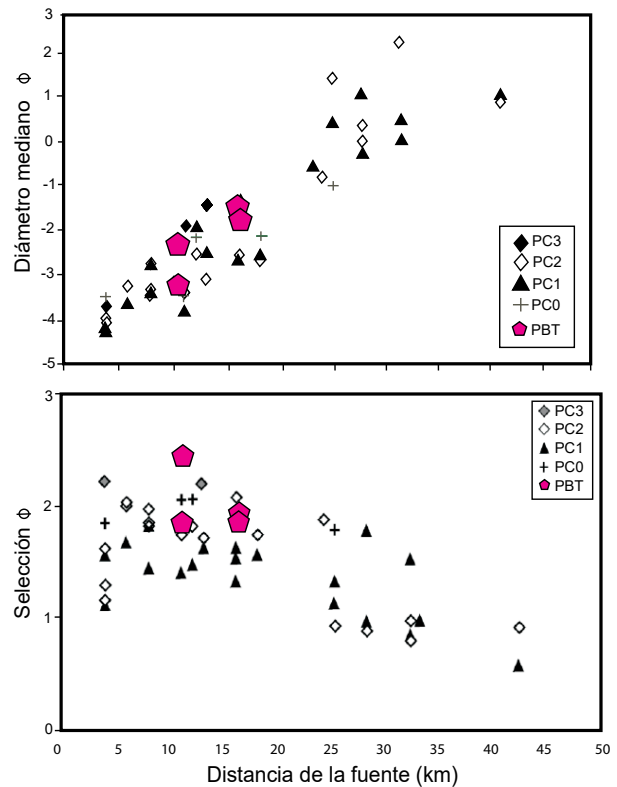 3
2
1
0
-1
-2
-3
-4
-5
Diámetro mediano Φ
PC3
PC2
PC1
PC0
PBT
3
2
1
0
Selección Φ
PC3
PC2
PC1
PC0
PBT
0 5 10 15 20 25 30 35 40 45 50
Distancia de la fuente (km)